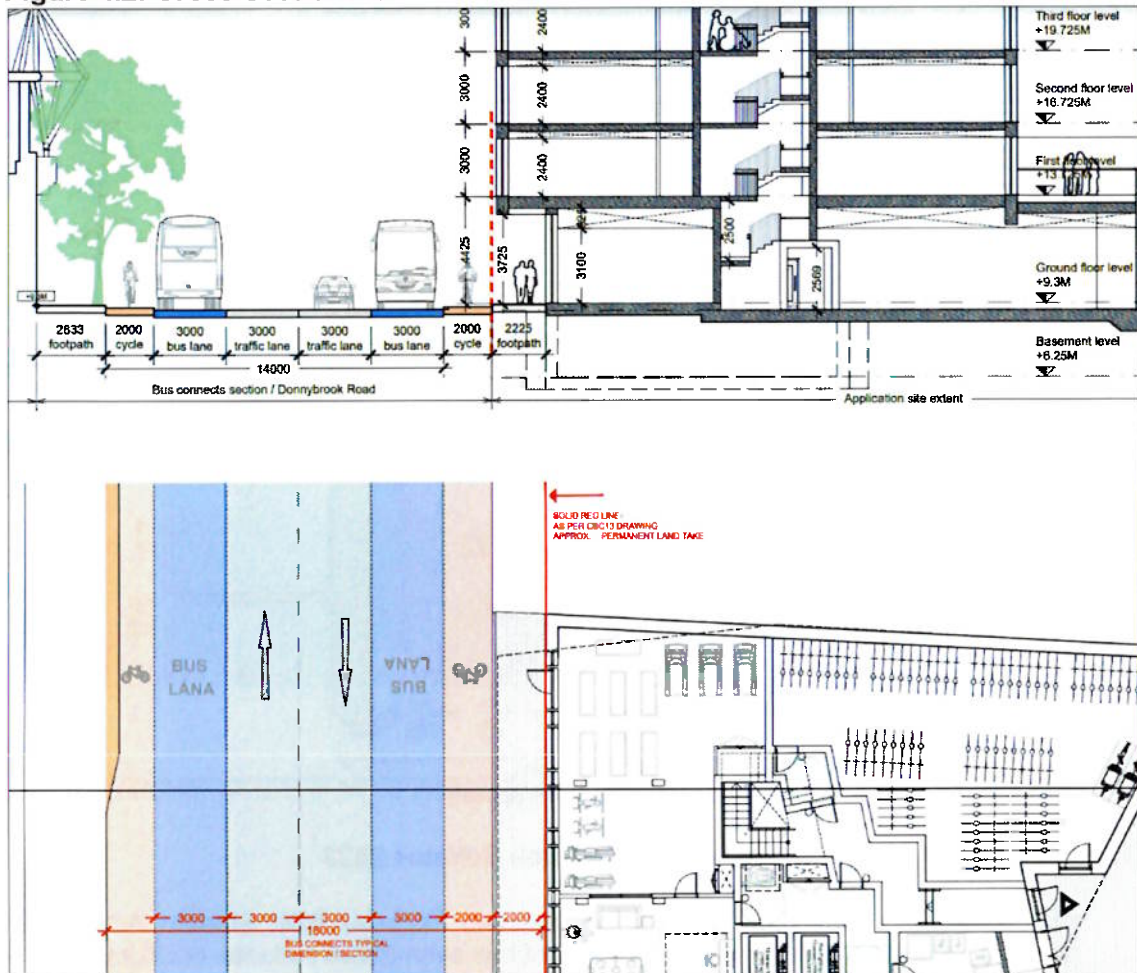 3000
2400
Third floor level
+19.725M
3000
2400
Second floor level
+16.725M
3000
2400
First floor level
4425
3725
3100
2500
2569
Ground floor level
+9.3M
2633
footpath
2000
cycle
3000
bus lane
3000
traffic lane
3000
traffic lane
3000
bus lane
2000
cycle
2225
footpath
Basement level
+6.25M
14000
Bus connects section / Donnybrook Road
Application site extent
SOLID RED LINE
AS PER CBC13 DRAWING
APPROX. PERMANENT LAND TAKE
BUS
LÁNA
BUS
LÁNA
3000
3000
3000
3000
2000
2000
18000
BUS CONNECTS TYPICAL
DIMENSION SECTION